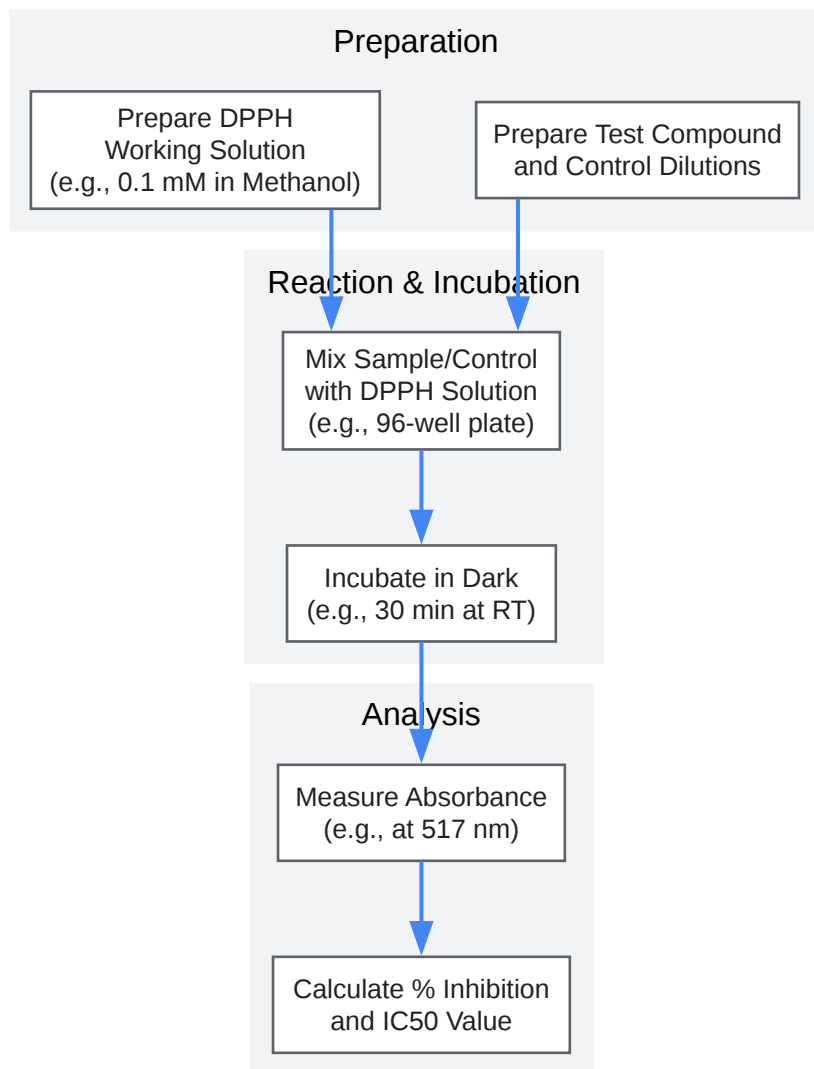 Preparation
Prepare DPPH
Working Solution
(e.g., 0.1 mM in Methanol)
Prepare Test Compound
and Control Dilutions
Reaction & Incubation
Mix Sample/Control
with DPPH Solution
(e.g., 96-well plate)
Incubate in Dark
(e.g., 30 min at RT)
Analysis
Measure Absorbance
(e.g., at 517 nm)
Calculate % Inhibition
and IC50 Value